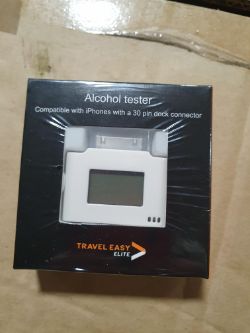 Alcohol tester
Compatible with iPhones with a 30 pin dock connector
TRAVEL EASY
ELITE